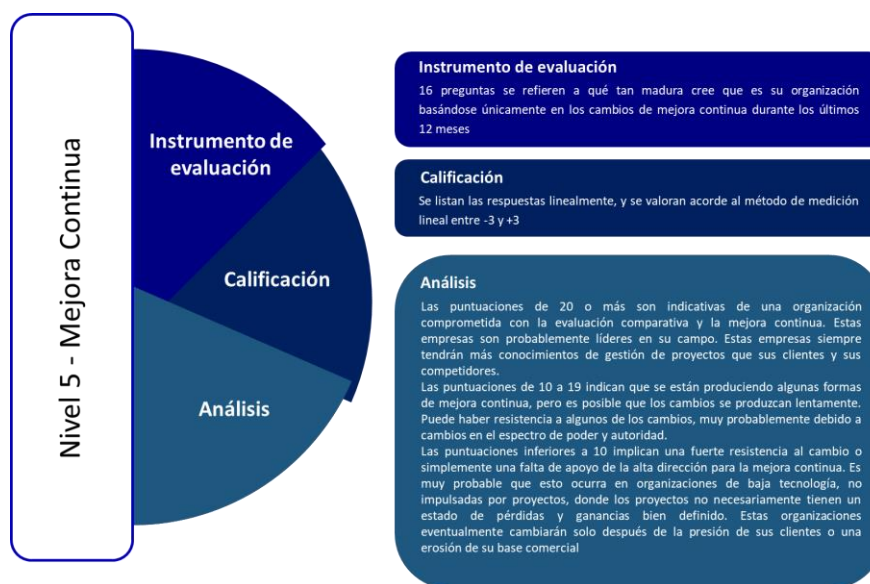 Nivel 5 - Mejora Continua
Instrumento de
evaluación
Calificación
Análisis
Instrumento de evaluación
16 preguntas se refieren a qué tan madura cree que es su organización
basándose únicamente en los cambios de mejora continua durante los últimos
12 meses
Calificación
Se listan las respuestas linealmente, y se valoran acorde al método de medición
lineal entre -3 y +3
Análisis
Las puntuaciones de 20 o más son indicativas de una organización
comprometida con la evaluación comparativa y la mejora continua. Estas
empresas son probablemente líderes en su campo. Estas empresas siempre
tendrán más conocimientos de gestión de proyectos que sus clientes y sus
competidores.
Las puntuaciones de 10 a 19 indican que se están produciendo algunas formas
de mejora continua, pero es posible que los cambios se produzcan lentamente.
Puede haber resistencia a algunos de los cambios, muy probablemente debido a
cambios en el espectro de poder y autoridad.
Las puntuaciones inferiores a 10 implican una fuerte resistencia al cambio o
simplemente una falta de apoyo de la alta dirección para la mejora continua. Es
muy probable que esto ocurra en organizaciones de baja tecnología, no
impulsadas por proyectos, donde los proyectos no necesariamente tienen un
estado de pérdidas y ganancias bien definido. Estas organizaciones
eventualmente cambiarán solo después de la presión de sus clientes o una
erosión de su base comercial